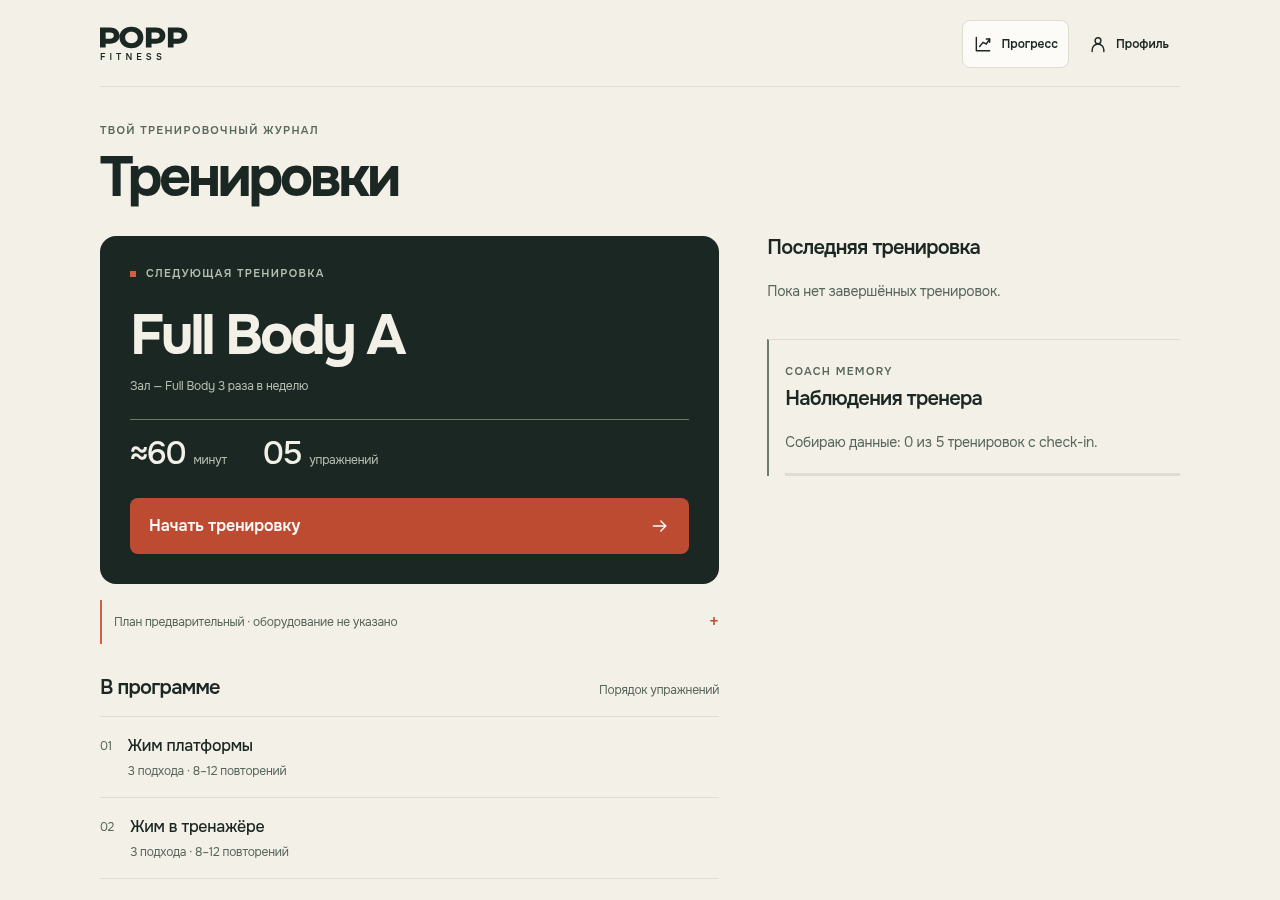 POPP
FITNESS
Прогресс
Профиль
ТВОЙ ТРЕНИРОВОЧНЫЙ ЖУРНАЛ
Тренировки
СЛЕДУЮЩАЯ ТРЕНИРОВКА
Full Body A
Зал — Full Body 3 раза в неделю
≈60 минут 05 упражнений
Начать тренировку →
План предварительный · оборудование не указано +
В программе Порядок упражнений
01 Жим платформы
3 подхода · 8–12 повторений
02 Жим в тренажёре
3 подхода · 8–12 повторений
Последняя тренировка
Пока нет завершённых тренировок.
COACH MEMORY
Наблюдения тренера
Собираю данные: 0 из 5 тренировок с check-in.